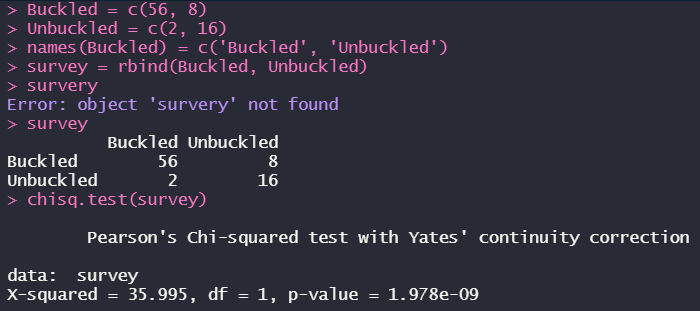 > Buckled = c(56, 8)
> Unbuckled = c(2, 16)
> names(Buckled) = c('Buckled', 'Unbuckled')
> survey = rbind(Buckled, Unbuckled)
> survery
Error: object 'survery' not found
> survey
          Buckled Unbuckled
Buckled        56         8
Unbuckled       2        16
> chisq.test(survey)
        Pearson's Chi-squared test with Yates' continuity correction
data:  survey
X-squared = 35.995, df = 1, p-value = 1.978e-09